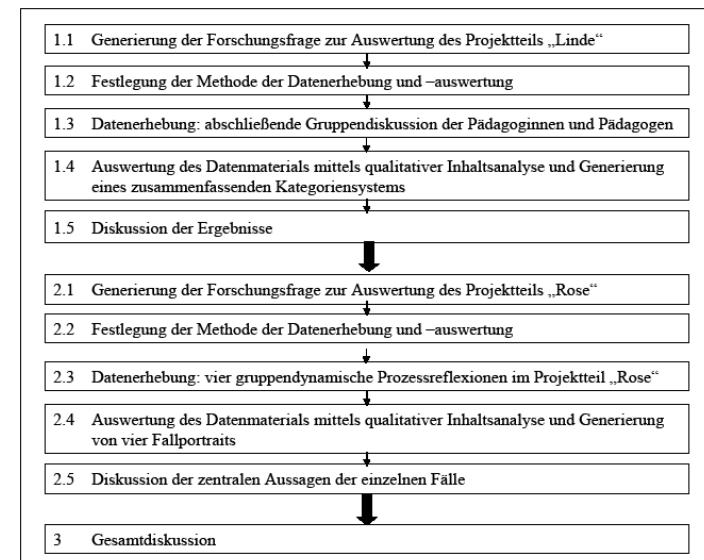 1.1 Generierung der Forschungsfrage zur Auswertung des Projektteils „Linde“
1.2 Festlegung der Methode der Datenerhebung und –auswertung
1.3 Datenerhebung: abschließende Gruppendiskussion der Pädagoginnen und Pädagogen
1.4 Auswertung des Datenmaterials mittels qualitativer Inhaltsanalyse und Generierung
eines zusammenfassenden Kategoriensystems
1.5 Diskussion der Ergebnisse
2.1 Generierung der Forschungsfrage zur Auswertung des Projektteils „Rose“
2.2 Festlegung der Methode der Datenerhebung und –auswertung
2.3 Datenerhebung: vier gruppendynamische Prozessreflexionen im Projektteil „Rose“
2.4 Auswertung des Datenmaterials mittels qualitativer Inhaltsanalyse und Generierung
von vier Fallportraits
2.5 Diskussion der zentralen Aussagen der einzelnen Fälle
3 Gesamtdiskussion